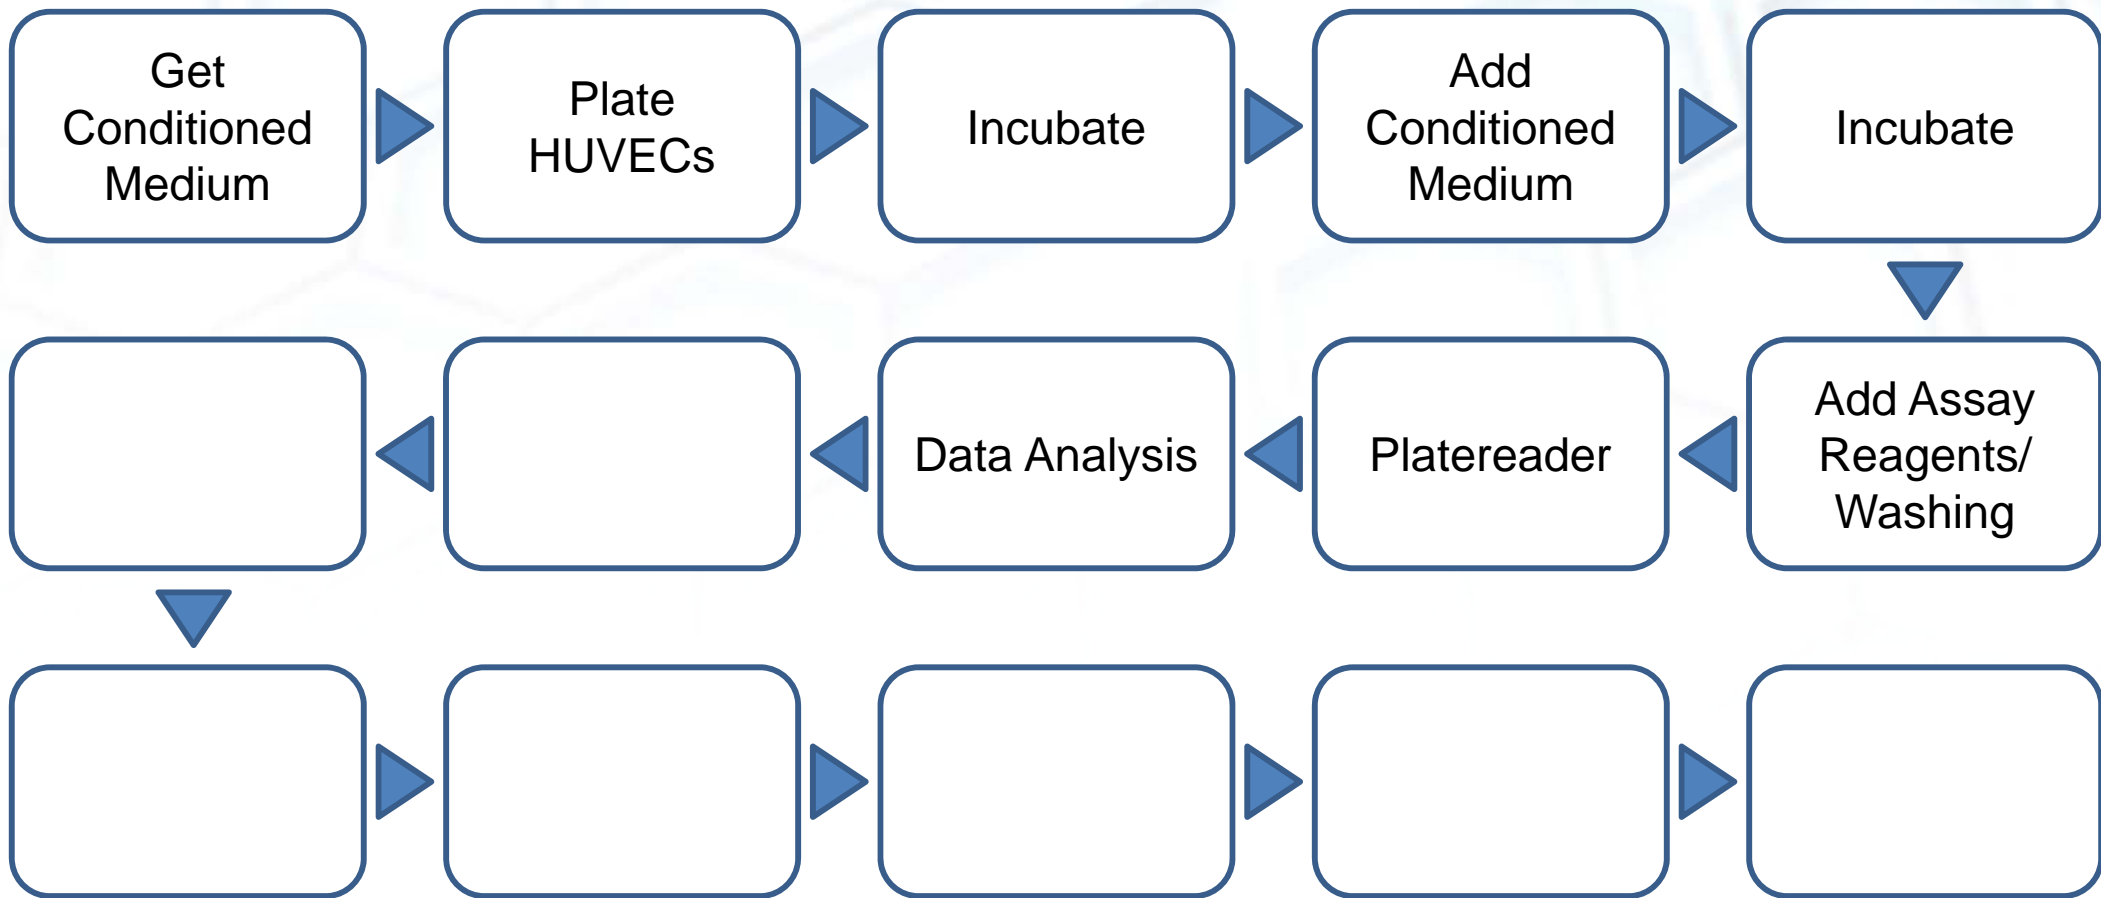 Get
Conditioned
Medium
Plate
HUVECs
Incubate
Add
Conditioned
Medium
Incubate
Add Assay
Reagents/
Washing
Platereader
Data Analysis